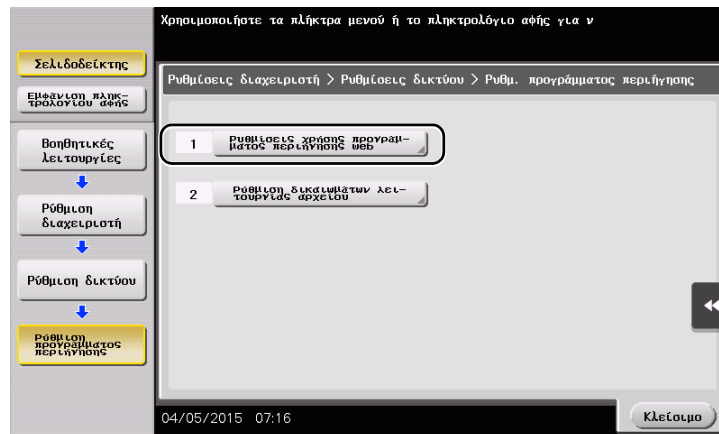 Χρησιμοποιήστε τα πλήκτρα μενού ή το πληκτρολόγιο αφής για ν
Σελιδοδείκτης
Εμφάνιση πληκ-
τρολογίου αφής
Βοηθητικές
λειτουργίες
Ρύθμιση
διαχειριστή
Ρύθμιση δικτύου
Ρύθμιση
προγράμματος
περιήγησης
Ρυθμίσεις διαχειριστή > Ρυθμίσεις δικτύου > Ρυθμ. προγράμματος περιήγησης
1 Ρυθμίσεις χρήσης προγράμ-
ματος περιήγησης web
2 Ρύθμιση δικαιωμάτων λει-
τουργίας αρχείου
04/05/2015 07:16
Κλείσιμο